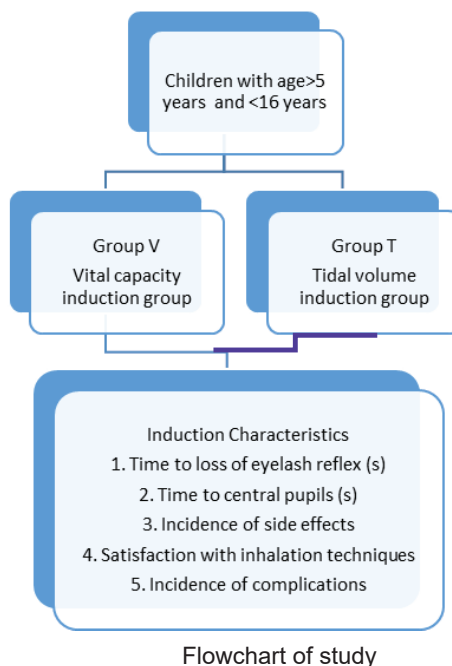 Children with age>5
years and <16 years
Group V
Vital capacity
induction group
Group T
Tidal volume
induction group
Induction Characteristics
1. Time to loss of eyelash reflex (s)
2. Time to central pupils (s)
3. Incidence of side effects
4. Satisfaction with inhalation techniques
5. Incidence of complications
Flowchart of study